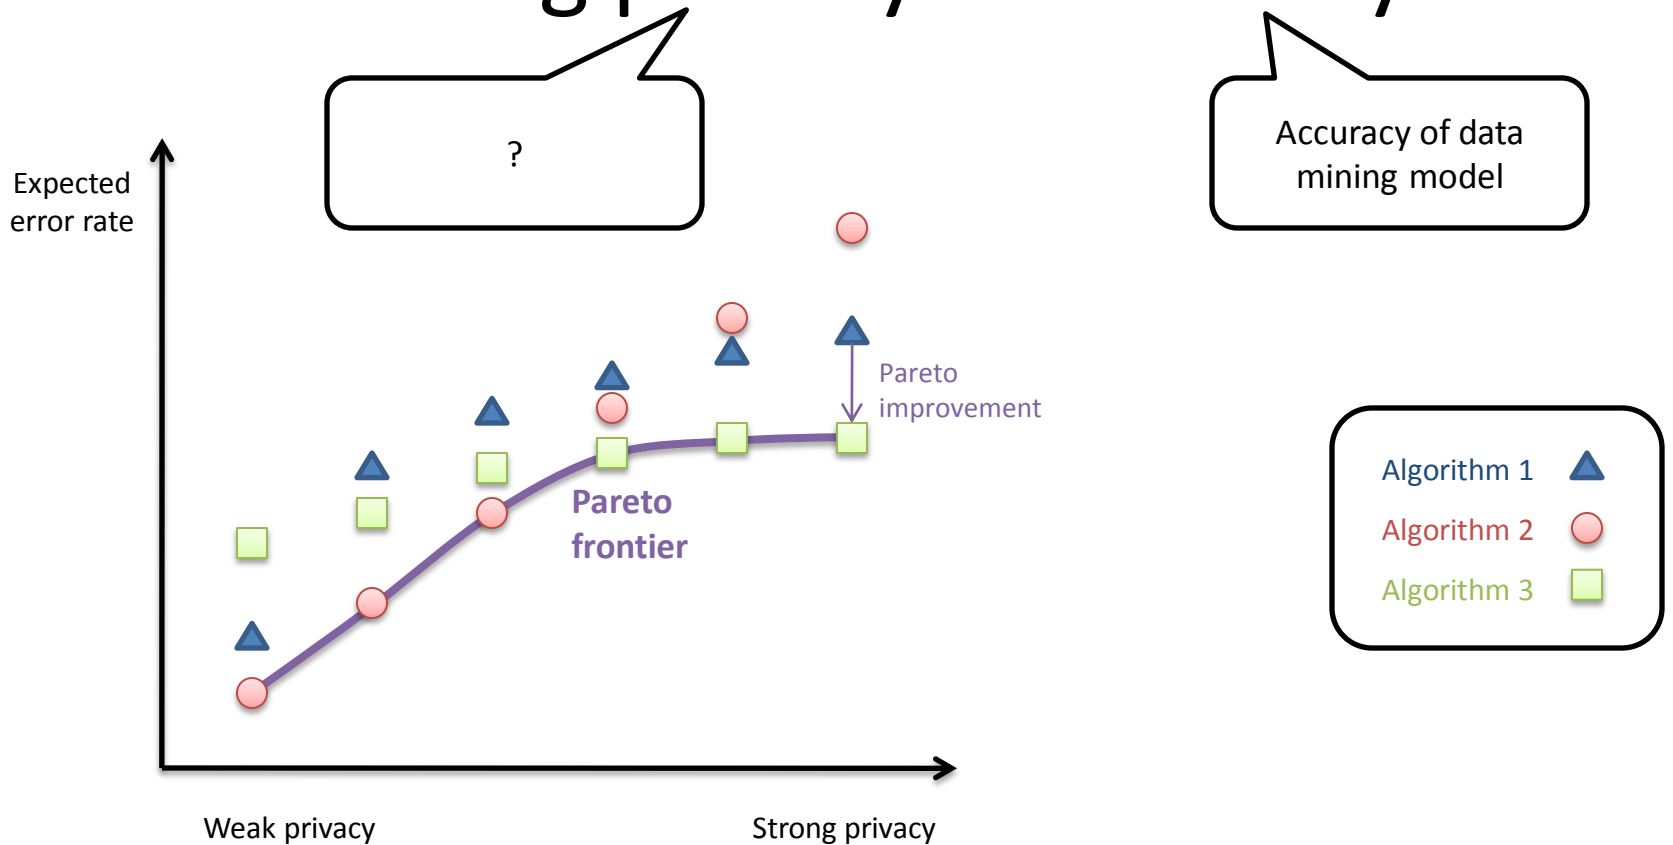 ?
Accuracy of data
mining model
Expected
error rate
Pareto
improvement
Pareto
frontier
Algorithm 1
Algorithm 2
Algorithm 3
Weak privacy
Strong privacy